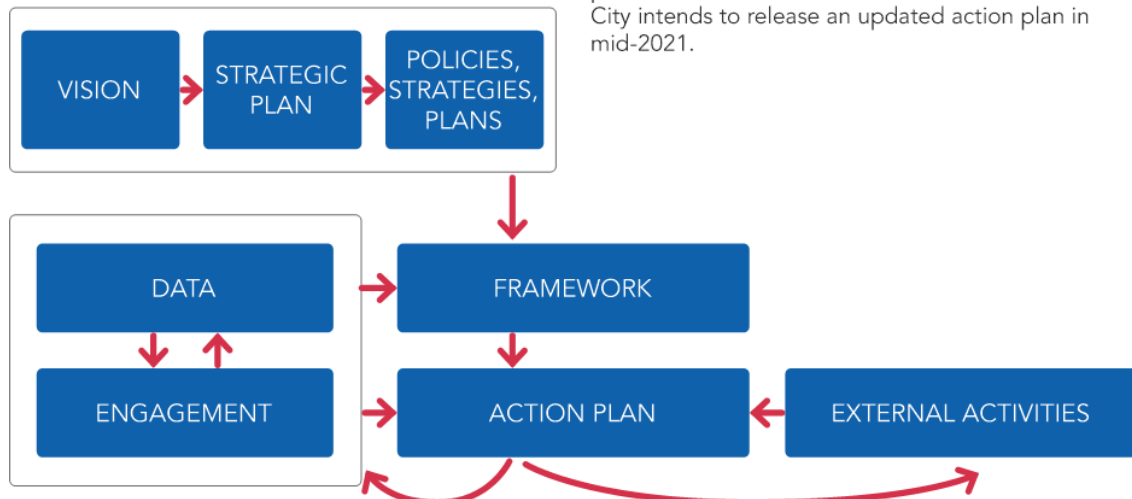 City intends to release an updated action plan in
mid-2021.
VISION
STRATEGIC
PLAN
POLICIES,
STRATEGIES,
PLANS
DATA
FRAMEWORK
ENGAGEMENT
ACTION PLAN
EXTERNAL ACTIVITIES